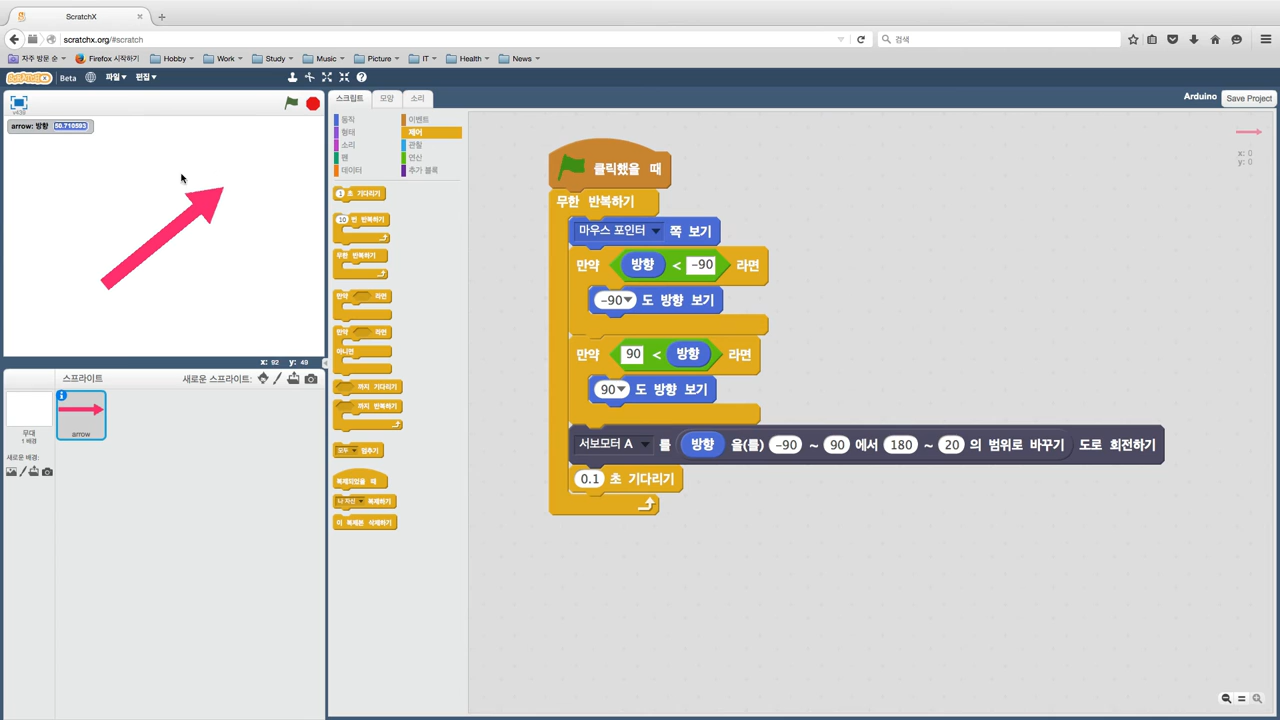 ScratchX
scratchx.org/#scratch
검색
자주 방문 순
Firefox 시작하기
Hobby
Work
Study
Music
Picture
IT
Health
News
Beta
파일
편집
Arduino
Save Project
arrow: 방향
스크립트
모양
소리
동작
이벤트
형태
제어
소리
관찰
펜
연산
데이터
추가 블록
1 초 기다리기
10 번 반복하기
무한 반복하기
만약 라면
만약 라면
아니면
까지 기다리기
까지 반복하기
모두 멈추기
복제되었을 때
나 자신 복제하기
이 복제본 삭제하기
클릭했을 때
무한 반복하기
마우스 포인터 쪽 보기
만약 방향 < -90 라면
-90 도 방향 보기
만약 90 < 방향 라면
90 도 방향 보기
서보모터 A 를 방향 을(를) -90 ~ 90 에서 180 ~ 20 의 범위로 바꾸기 도로 회전하기
0.1 초 기다리기
x: 0
y: 0
x: 92 y: 49
스프라이트
새로운 스프라이트:
무대
1 배경
arrow
새로운 배경: